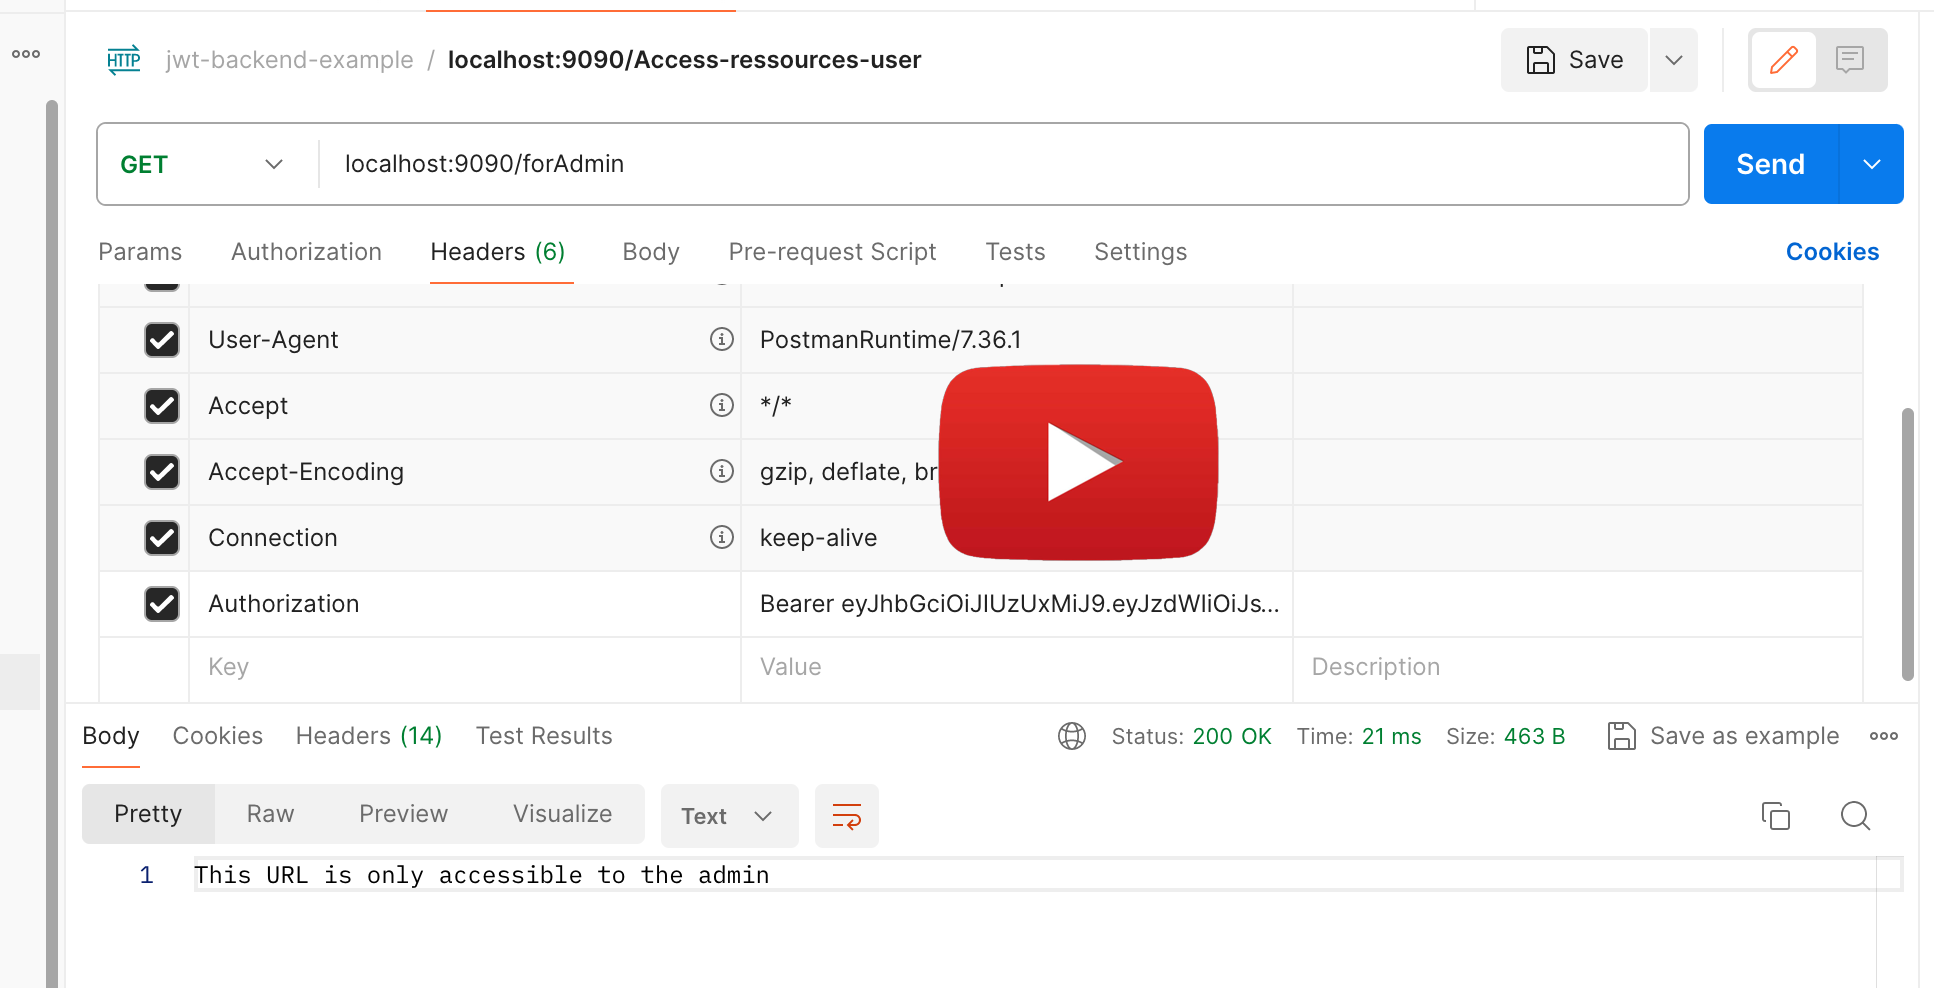 HTTP jwt-backend-example / localhost:9090/Access-ressources-user Save
GET localhost:9090/forAdmin Send
Params Authorization Headers (6) Body Pre-request Script Tests Settings Cookies
User-Agent PostmanRuntime/7.36.1
Accept */*
Accept-Encoding gzip, deflate, br
Connection keep-alive
Authorization Bearer eyJhbGciOiJIUzUxMiJ9.eyJzdWIiOiJs...
Key Value Description
Body Cookies Headers (14) Test Results Status: 200 OK Time: 21 ms Size: 463 B Save as example
Pretty Raw Preview Visualize Text
1 This URL is only accessible to the admin